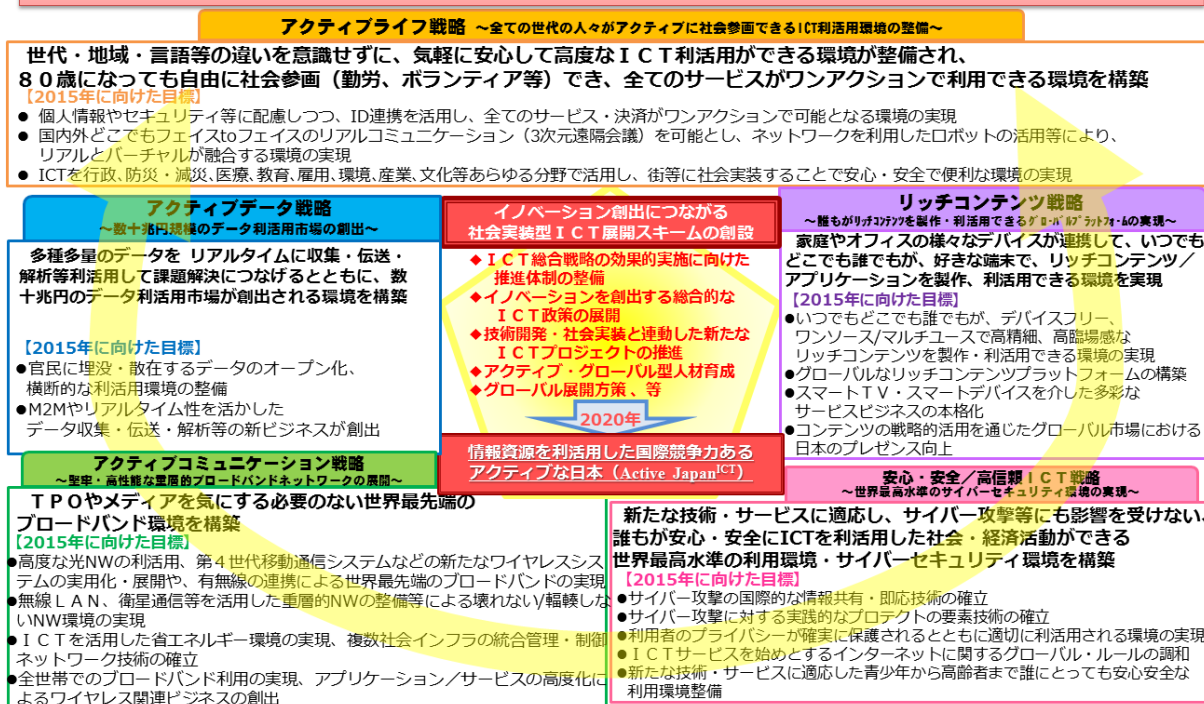 アクティブライフ戦略 ～全ての世代の人々がアクティブに社会参画できるICT利活用環境の整備～
世代・地域・言語等の違いを意識せずに、気軽に安心して高度なＩＣＴ利活用ができる環境が整備され、
８０歳になっても自由に社会参画（勤労、ボランティア等）でき、全てのサービスがワンアクションで利用できる環境を構築
【2015年に向けた目標】
● 個人情報やセキュリティ等に配慮しつつ、ID連携を活用し、全てのサービス・決済がワンアクションで可能となる環境の実現
● 国内外どこでもフェイスtoフェイスのリアルコミュニケーション（3次元遠隔会議）を可能とし、ネットワークを利用したロボットの活用等により、
リアルとバーチャルが融合する環境の実現
● ICTを行政、防災・減災、医療、教育、雇用、環境、産業、文化等あらゆる分野で活用し、街等に社会実装することで安心・安全で便利な環境の実現
アクティブデータ戦略
～数十兆円規模のデータ利活用市場の創出～
多種多量のデータを リアルタイムに収集・伝送・
解析等利活用して課題解決につなげるとともに、数
十兆円のデータ利活用市場が創出される環境を構築
【2015年に向けた目標】
●官民に埋没・散在するデータのオープン化、
横断的な利活用環境の整備
●M2Mやリアルタイム性を活かした
データ収集・伝送・解析等の新ビジネスが創出
イノベーション創出につながる
社会実装型ＩＣＴ展開スキームの創設
◆ＩＣＴ総合戦略の効果的実施に向けた
推進体制の整備
◆イノベーションを創出する総合的な
ＩＣＴ政策の展開
◆技術開発・社会実装と連動した新たな
ＩＣＴプロジェクトの推進
◆アクティブ・グローバル型人材育成
◆グローバル展開方策 、等
2020年
情報資源を利活用した国際競争力ある
アクティブな日本（Active JapanICT）
リッチコンテンツ戦略
～誰もがﾘｯﾁｺﾝﾃﾝﾂを製作・利活用できるｸﾞﾛｰﾊﾞﾙﾌﾟﾗｯﾄﾌｫｰﾑの実現～
家庭やオフィスの様々なデバイスが連携して、いつでも
どこでも誰でもが、好きな端末で、リッチコンテンツ／
アプリケーションを製作、利活用できる環境を実現
【2015年に向けた目標】
●いつでもどこでも誰でもが、デバイスフリー、
ワンソース/マルチユースで高精細、高臨場感な
リッチコンテンツを製作・利活用できる環境の実現
●グローバルなリッチコンテンツプラットフォームの構築
●スマートＴＶ・スマートデバイスを介した多彩な
サービスビジネスの本格化
●コンテンツの戦略的活用を通じたグローバル市場における
日本のプレゼンス向上
アクティブコミュニケーション戦略
～堅牢・高性能な重層的ブロードバンドネットワークの展開～
ＴＰＯやメディアを気にする必要のない世界最先端の
ブロードバンド環境を構築
【2015年に向けた目標】
●高度な光NWの利活用、第４世代移動通信システムなどの新たなワイヤレスシス
テムの実用化・展開や、有無線の連携による世界最先端のブロードバンドの実現
●無線ＬＡＮ、衛星通信等を活用した重層的NWの整備等による壊れない/輻輳しな
いNW環境の実現
●ＩＣＴを活用した省エネルギー環境の実現、複数社会インフラの統合管理・制御
ネットワーク技術の確立
●全世帯でのブロードバンド利用の実現、アプリケーション／サービスの高度化に
よるワイヤレス関連ビジネスの創出
安心・安全／高信頼ＩＣＴ戦略
～世界最高水準のサイバーセキュリティ環境の実現～
新たな技術・サービスに適応し、サイバー攻撃等にも影響を受けない、
誰もが安心・安全にICTを利活用した社会・経済活動ができる
世界最高水準の利用環境・サイバーセキュリティ環境を構築
【2015年に向けた目標】
●サイバー攻撃の国際的な情報共有・即応技術の確立
●サイバー攻撃に対する実践的なプロテクトの要素技術の確立
●利用者のプライバシーが確実に保護されるとともに適切に利活用される環境の実現
●ＩＣＴサービスを始めとするインターネットに関するグローバル・ルールの調和
●新たな技術・サービスに適応した青少年から高齢者まで誰にとっても安心安全な
利用環境整備